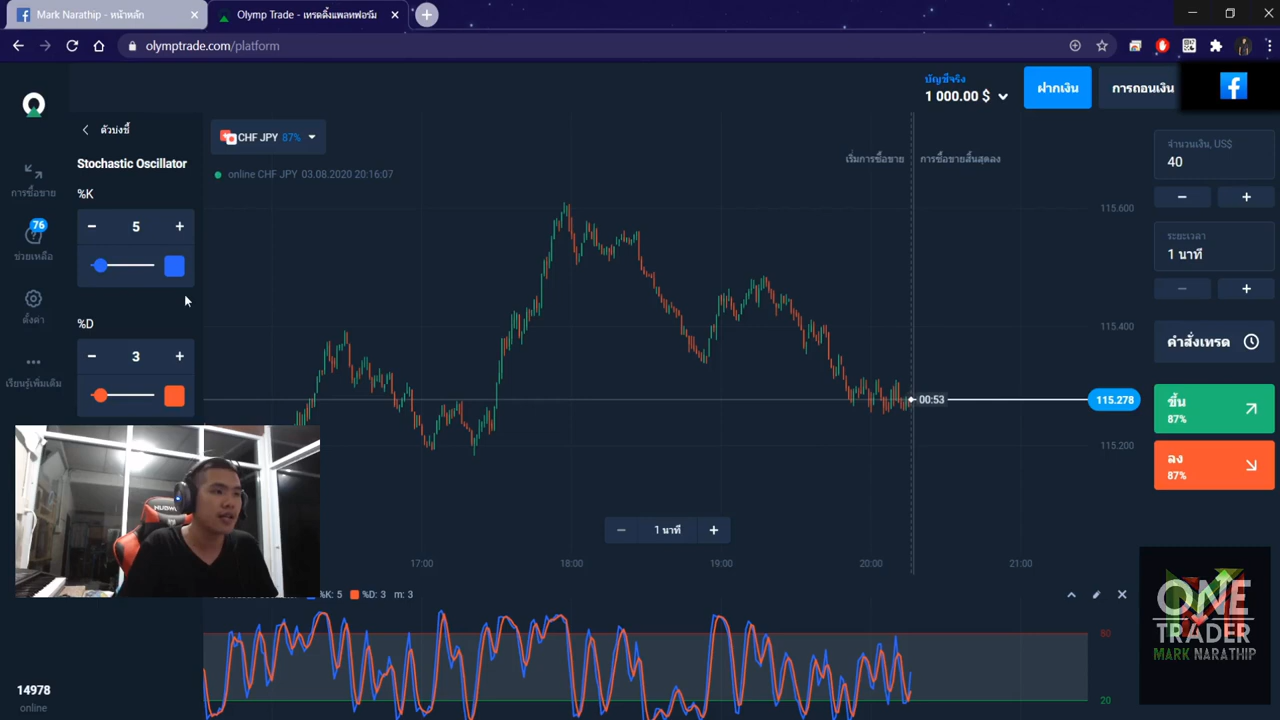 Mark Narathip - หน้าหลัก
Olymp Trade - เทรดดิ้งแพลทฟอร์ม
olymptrade.com/platform
บัญชีจริง
1 000.00 $
ฝากเงิน
การถอนเงิน
ตัวบ่งชี้
Stochastic Oscillator
%K
5
%D
3
การซื้อขาย
76
ช่วยเหลือ
ตั้งค่า
เรียนรู้เพิ่มเติม
14978
online
CHF JPY 87%
online CHF JPY 03.08.2020 20:16:07
เริ่มการซื้อขาย
การซื้อขายสิ้นสุดลง
115.600
115.400
00:53
115.278
115.200
1 นาที
17:00 18:00 19:00 20:00 21:00
%K: 5 %D: 3 m: 3
80
20
จำนวนเงิน, US$
40
ระยะเวลา
1 นาที
คำสั่งเทรด
ขึ้น
87%
ลง
87%
ONE
TRADER
MARK NARATHIP